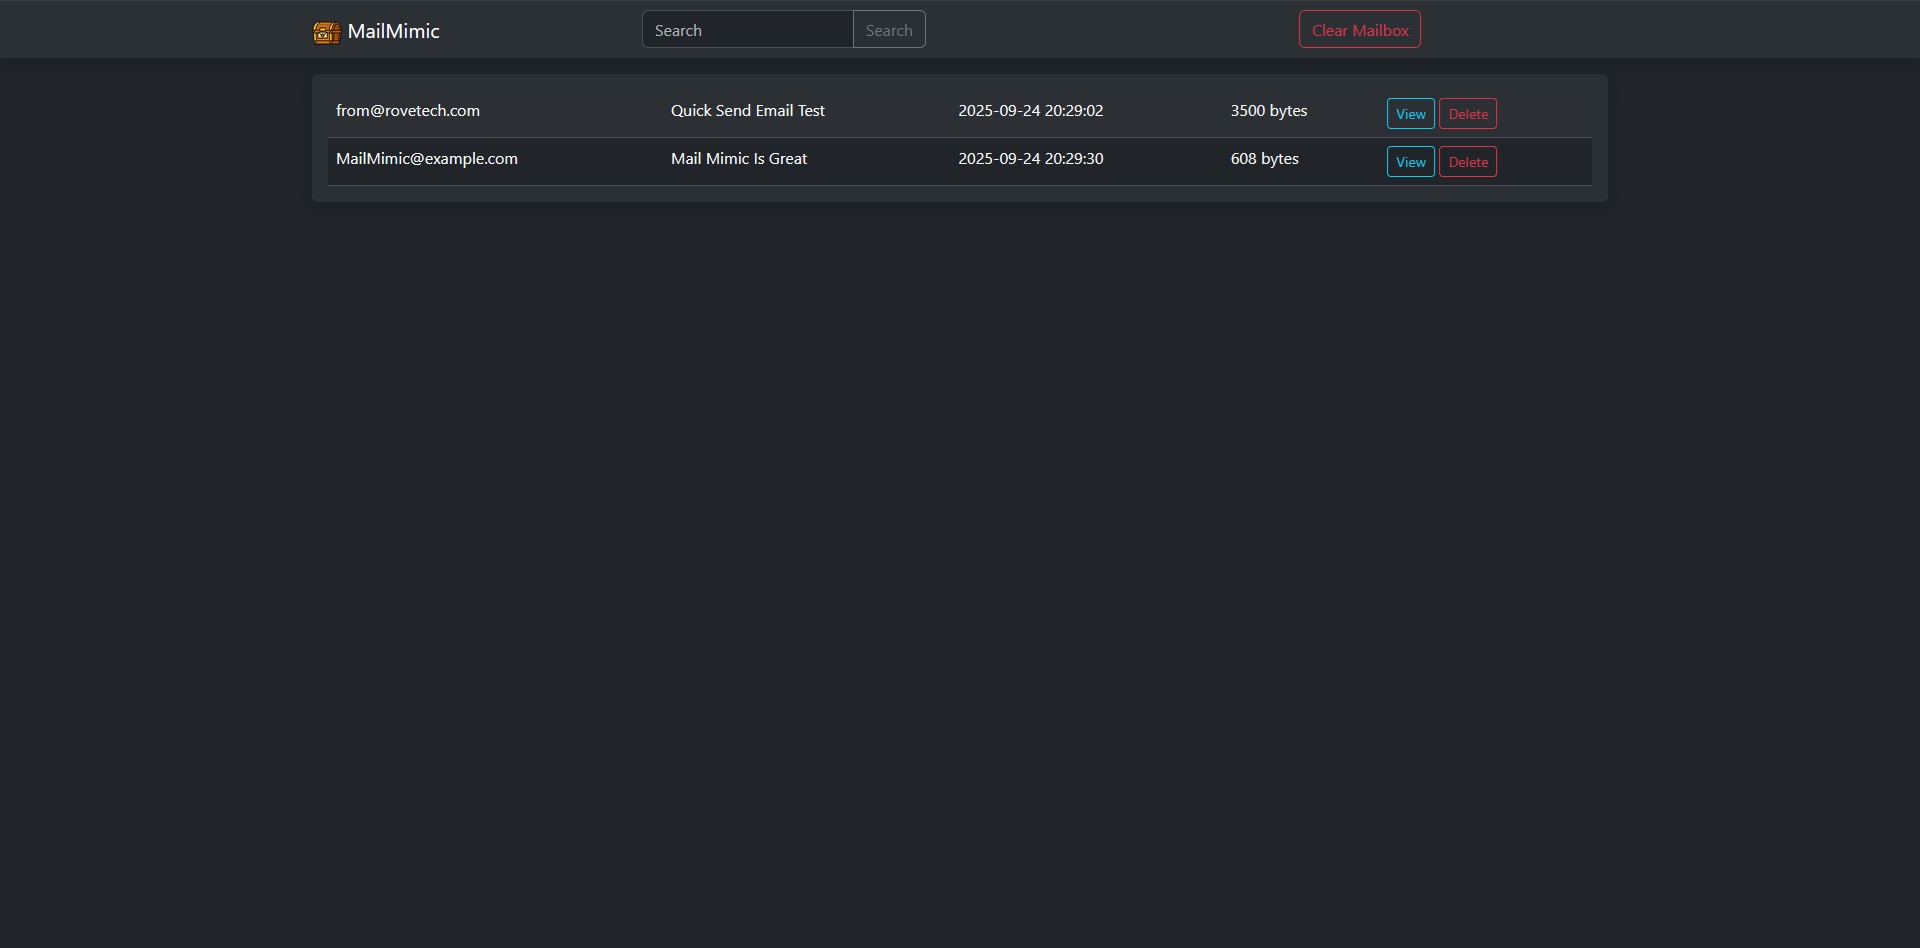 MailMimic Search Search Clear Mailbox
from@rovetech.com Quick Send Email Test 2025-09-24 20:29:02 3500 bytes View Delete
MailMimic@example.com Mail Mimic Is Great 2025-09-24 20:29:30 608 bytes View Delete